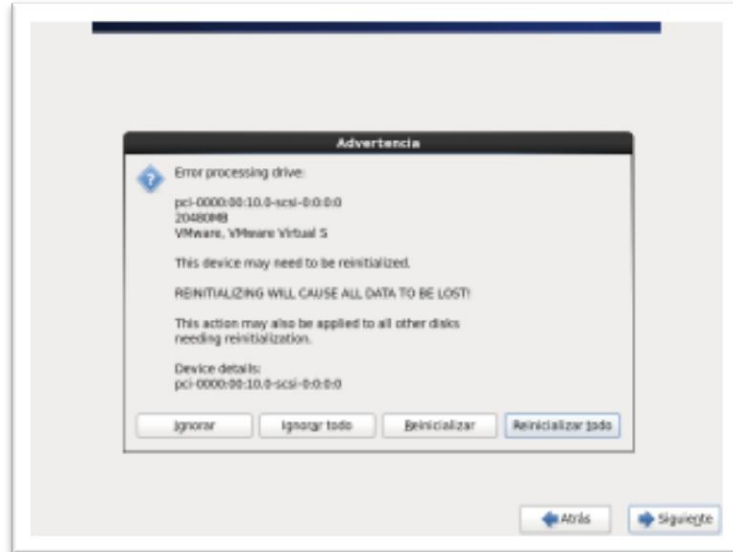 Advertencia
Error processing drive:
pci-0000:00:10.0-scsi-0:0:0:0
20480MB
VMware, VMware Virtual S
This device may need to be reinitialized.
REINITIALIZING WILL CAUSE ALL DATA TO BE LOST!
This action may also be applied to all other disks
needing reinitialization.
Device details:
pci-0000:00:10.0-scsi-0:0:0:0
Ignorar
Ignorar todo
Reinicializar
Reinicializar todo
Atrás
Siguiente